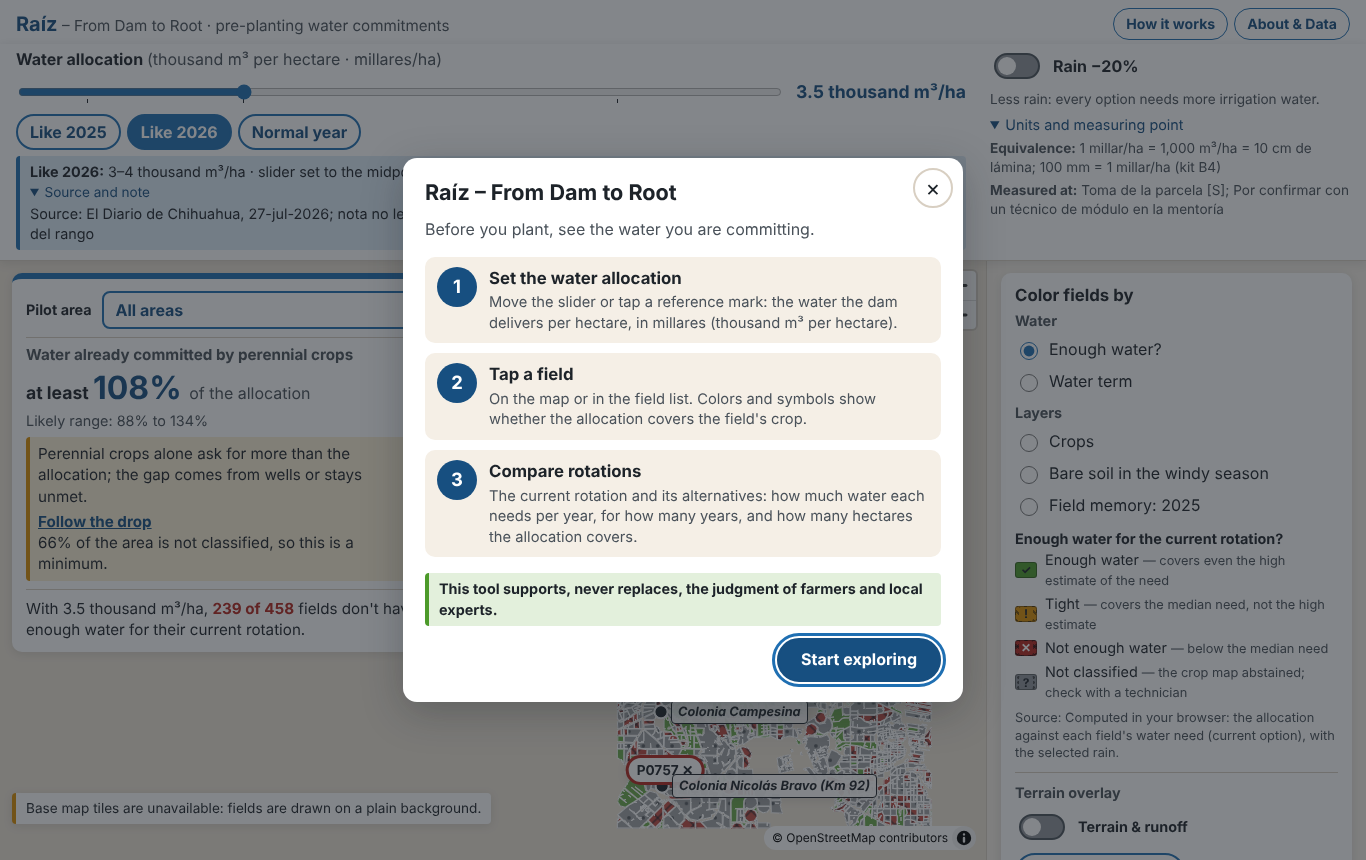 Raíz – From Dam to Root · pre-planting water commitments
How it works
About & Data
Water allocation (thousand m³ per hectare · millares/ha)
3.5 thousand m³/ha
Like 2025
Like 2026
Normal year
Like 2026: 3–4 thousand m³/ha · slider set to the midp
▼ Source and note
Source: El Diario de Chihuahua, 27-jul-2026; nota no le
del rango
Rain −20%
Less rain: every option needs more irrigation water.
▼ Units and measuring point
Equivalence: 1 millar/ha = 1,000 m³/ha = 10 cm de
lámina; 100 mm = 1 millar/ha (kit B4)
Measured at: Toma de la parcela [S]; Por confirmar con
un técnico de módulo en la mentoría
Pilot area
All areas
Water already committed by perennial crops
at least 108% of the allocation
Likely range: 88% to 134%
Perennial crops alone ask for more than the
allocation; the gap comes from wells or stays
unmet.
Follow the drop
66% of the area is not classified, so this is a
minimum.
With 3.5 thousand m³/ha, 239 of 458 fields don't hav
enough water for their current rotation.
Raíz – From Dam to Root
×
Before you plant, see the water you are committing.
1
Set the water allocation
Move the slider or tap a reference mark: the water the dam
delivers per hectare, in millares (thousand m³ per hectare).
2
Tap a field
On the map or in the field list. Colors and symbols show
whether the allocation covers the field's crop.
3
Compare rotations
The current rotation and its alternatives: how much water each
needs per year, for how many years, and how many hectares
the allocation covers.
This tool supports, never replaces, the judgment of farmers and local
experts.
Start exploring
Colonia Campesina
P0757 ×
Colonia Nicolás Bravo (Km 92)
Base map tiles are unavailable: fields are drawn on a plain background.
© OpenStreetMap contributors
Color fields by
Water
Enough water?
Water term
Layers
Crops
Bare soil in the windy season
Field memory: 2025
Enough water for the current rotation?
Enough water — covers even the high
estimate of the need
Tight — covers the median need, not the high
estimate
Not enough water — below the median need
Not classified — the crop map abstained;
check with a technician
Source: Computed in your browser: the allocation
against each field's water need (current option), with
the selected rain.
Terrain overlay
Terrain & runoff